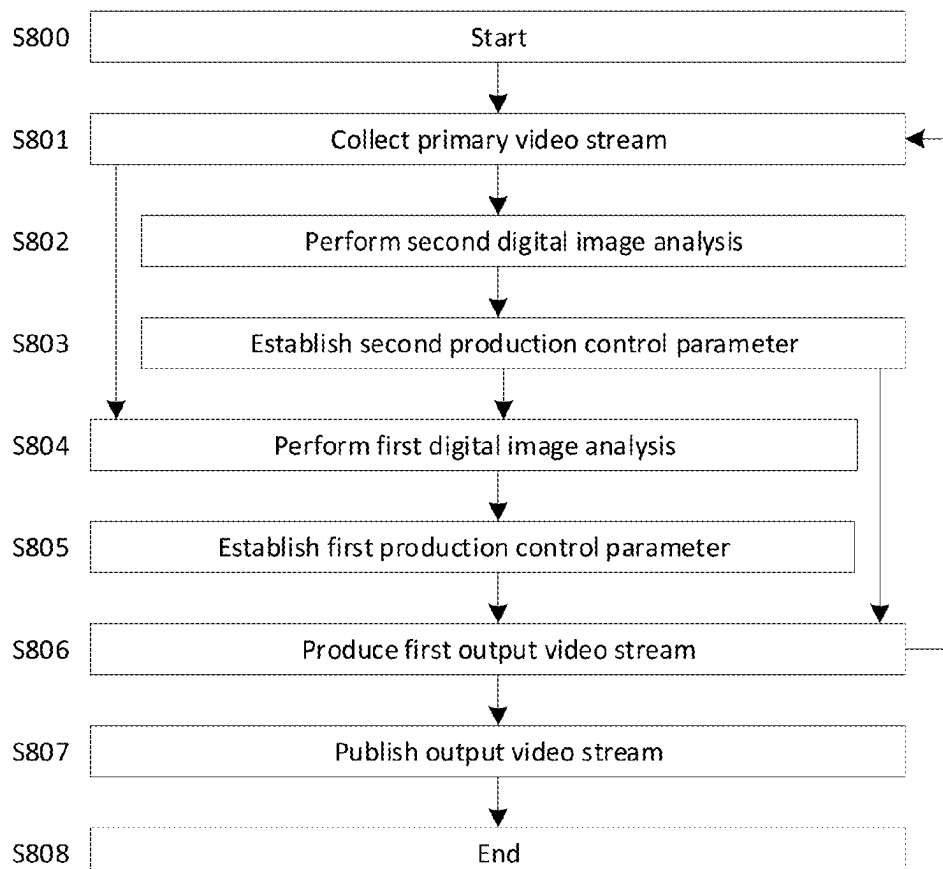 S800 Start
S801 Collect primary video stream
S802 Perform second digital image analysis
S803 Establish second production control parameter
S804 Perform first digital image analysis
S805 Establish first production control parameter
S806 Produce first output video stream
S807 Publish output video stream
S808 End